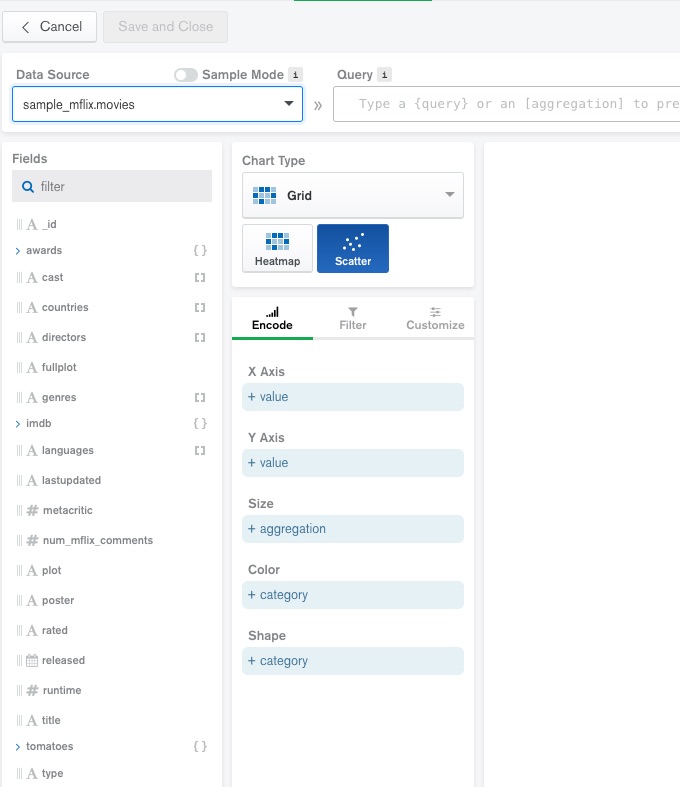 Cancel
Save and Close
Data Source
Sample Mode i
Query i
sample_mflix.movies
»
Type a {query} or an [aggregation] to pre
Fields
filter
A _id
awards { }
A cast [ ]
A countries [ ]
A directors [ ]
A fullplot
A genres [ ]
imdb { }
A languages [ ]
A lastupdated
# metacritic
# num_mflix_comments
A plot
A poster
A rated
released
# runtime
A title
tomatoes { }
A type
Chart Type
Grid
Heatmap
Scatter
Encode
Filter
Customize
X Axis
+ value
Y Axis
+ value
Size
+ aggregation
Color
+ category
Shape
+ category